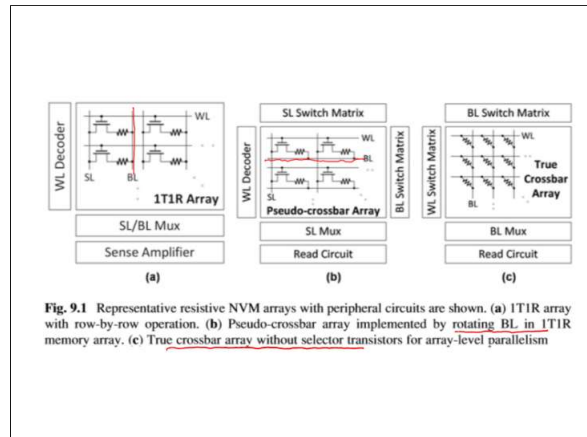 WL Decoder
WL
SL
BL
1T1R Array
SL/BL Mux
Sense Amplifier
(a)
SL Switch Matrix
WL Decoder
WL
BL
SL
Pseudo-crossbar Array
BL Switch Matrix
SL Mux
Read Circuit
(b)
BL Switch Matrix
WL Switch Matrix
WL
True
Crossbar
Array
BL
BL Mux
Read Circuit
(c)
Fig. 9.1 Representative resistive NVM arrays with peripheral circuits are shown. (a) 1T1R array
with row-by-row operation. (b) Pseudo-crossbar array implemented by rotating BL in 1T1R
memory array. (c) True crossbar array without selector transistors for array-level parallelism